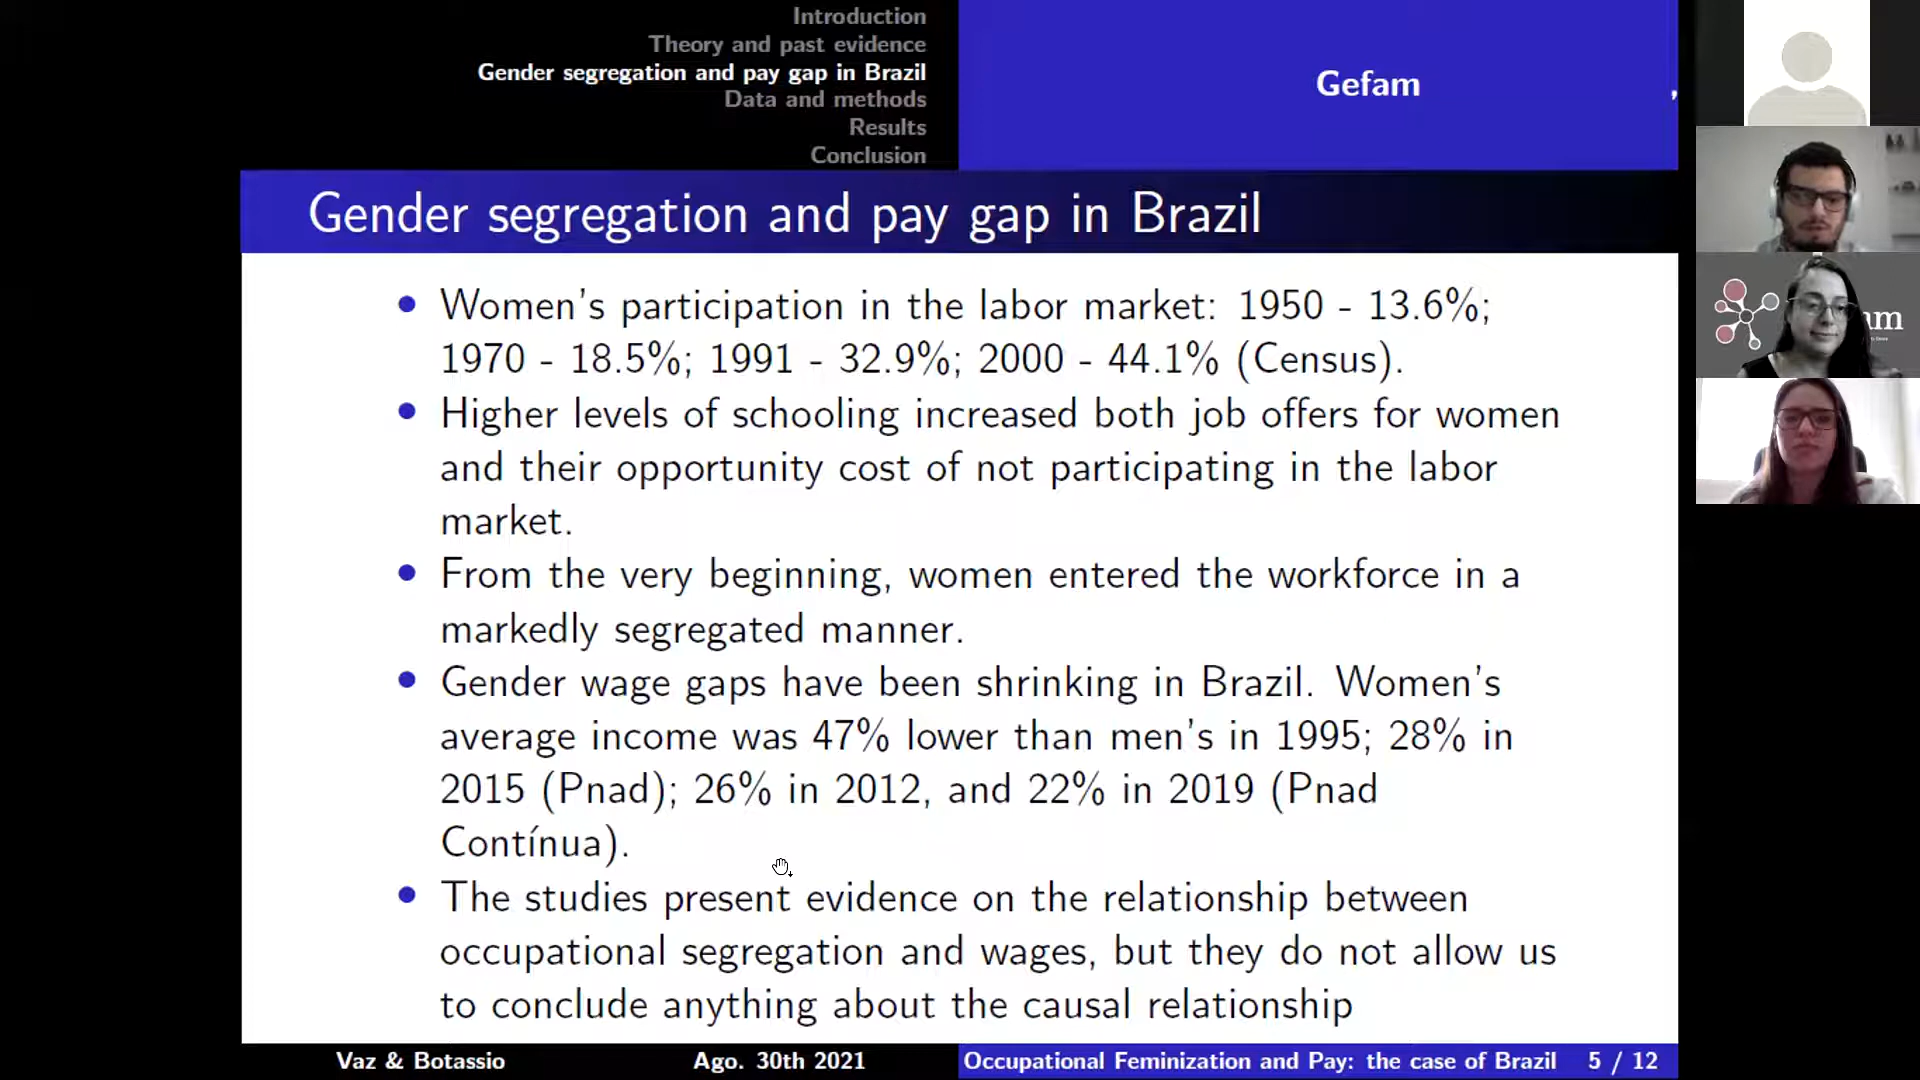 Introduction
Theory and past evidence
Gender segregation and pay gap in Brazil
Data and methods
Results
Conclusion
Gefam
,
Gender segregation and pay gap in Brazil
Women's participation in the labor market: 1950 - 13.6%;
1970 - 18.5%; 1991 - 32.9%; 2000 - 44.1% (Census).
Higher levels of schooling increased both job offers for women
and their opportunity cost of not participating in the labor
market.
From the very beginning, women entered the workforce in a
markedly segregated manner.
Gender wage gaps have been shrinking in Brazil. Women's
average income was 47% lower than men's in 1995; 28% in
2015 (Pnad); 26% in 2012, and 22% in 2019 (Pnad
Contínua).
The studies present evidence on the relationship between
occupational segregation and wages, but they do not allow us
to conclude anything about the causal relationship
Vaz & Botassio Ago. 30th 2021 Occupational Feminization and Pay: the case of Brazil 5 / 12